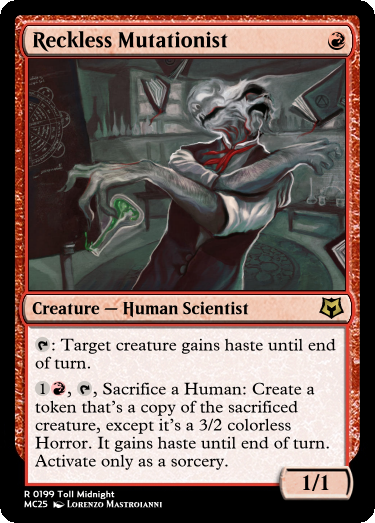 Reckless Mutationist
Creature — Human Scientist
: Target creature gains haste until end
of turn.
1, , Sacrifice a Human: Create a
token that's a copy of the sacrificed
creature, except it's a 3/2 colorless
Horror. It gains haste until end of turn.
Activate only as a sorcery.
1/1
R 0199 Toll Midnight
MC25 Lorenzo Mastroianni